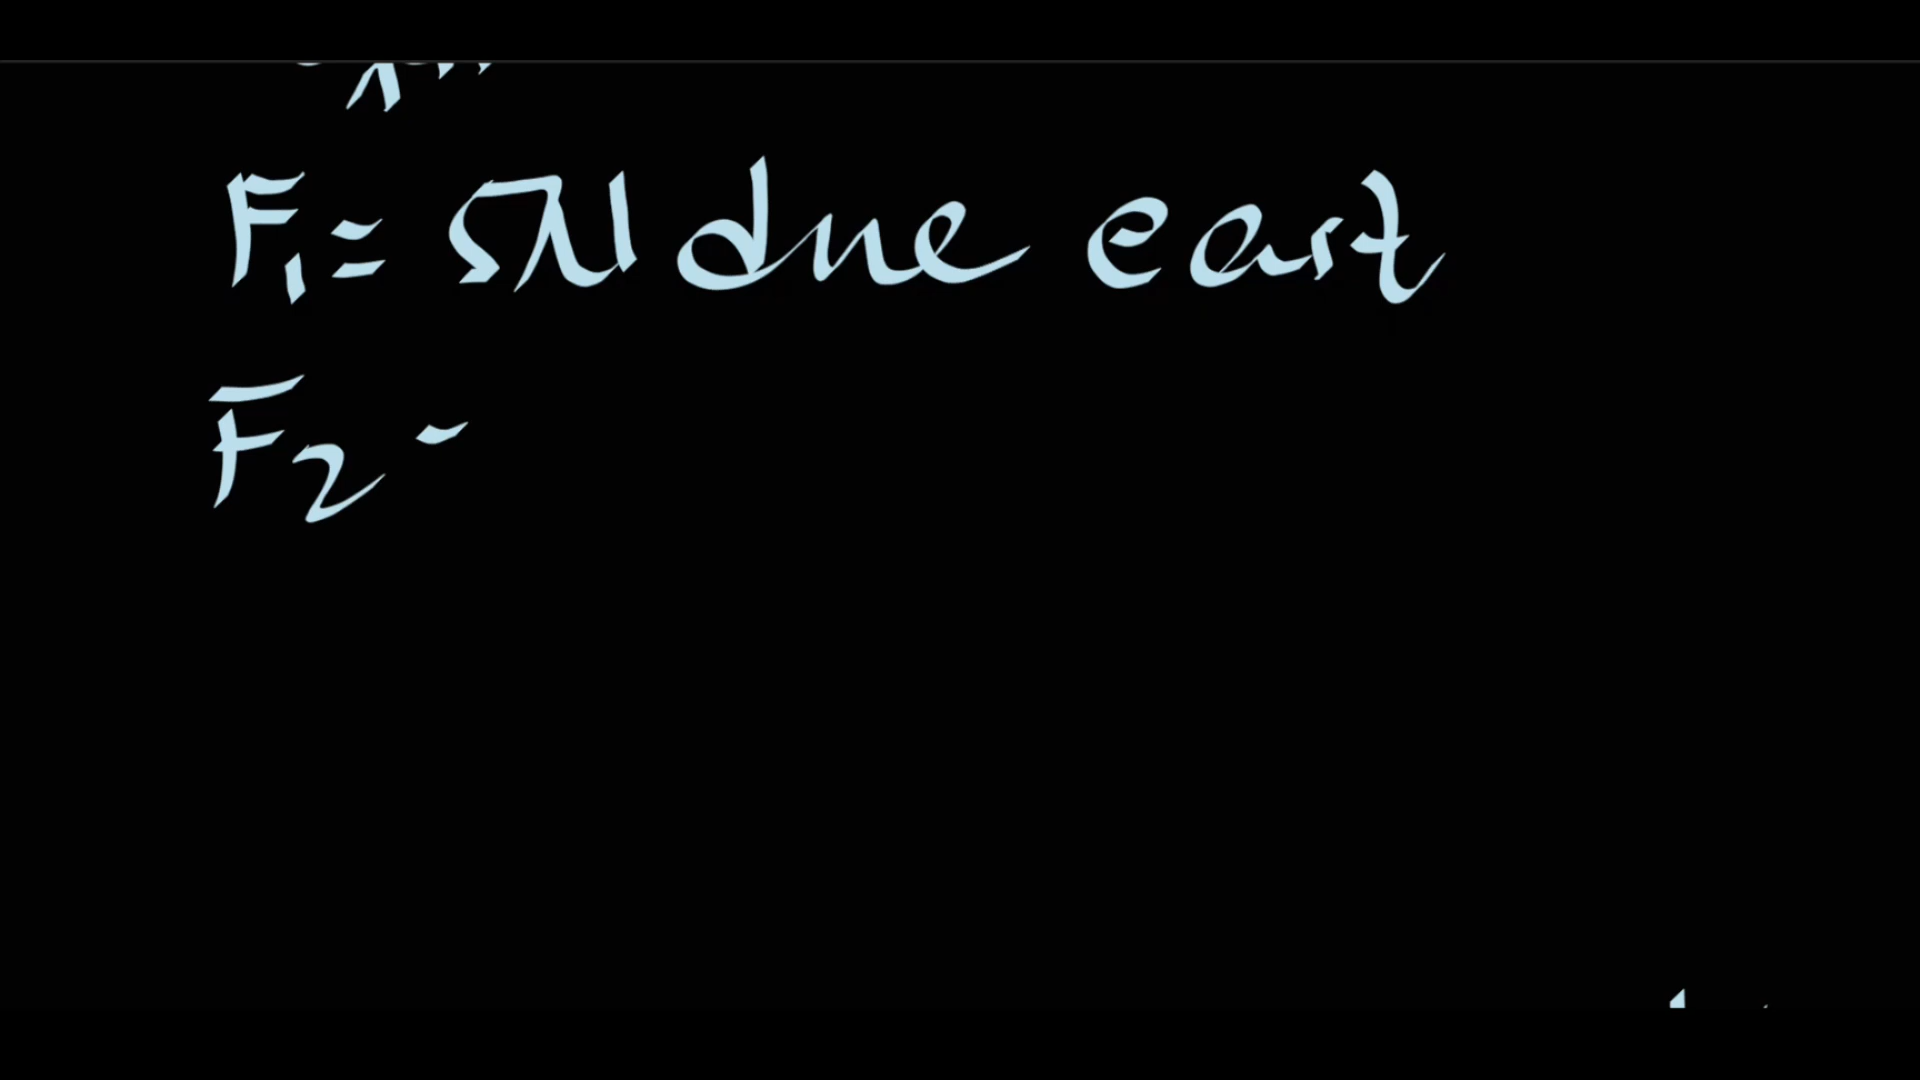 F₁= 5N due east
F₂ -